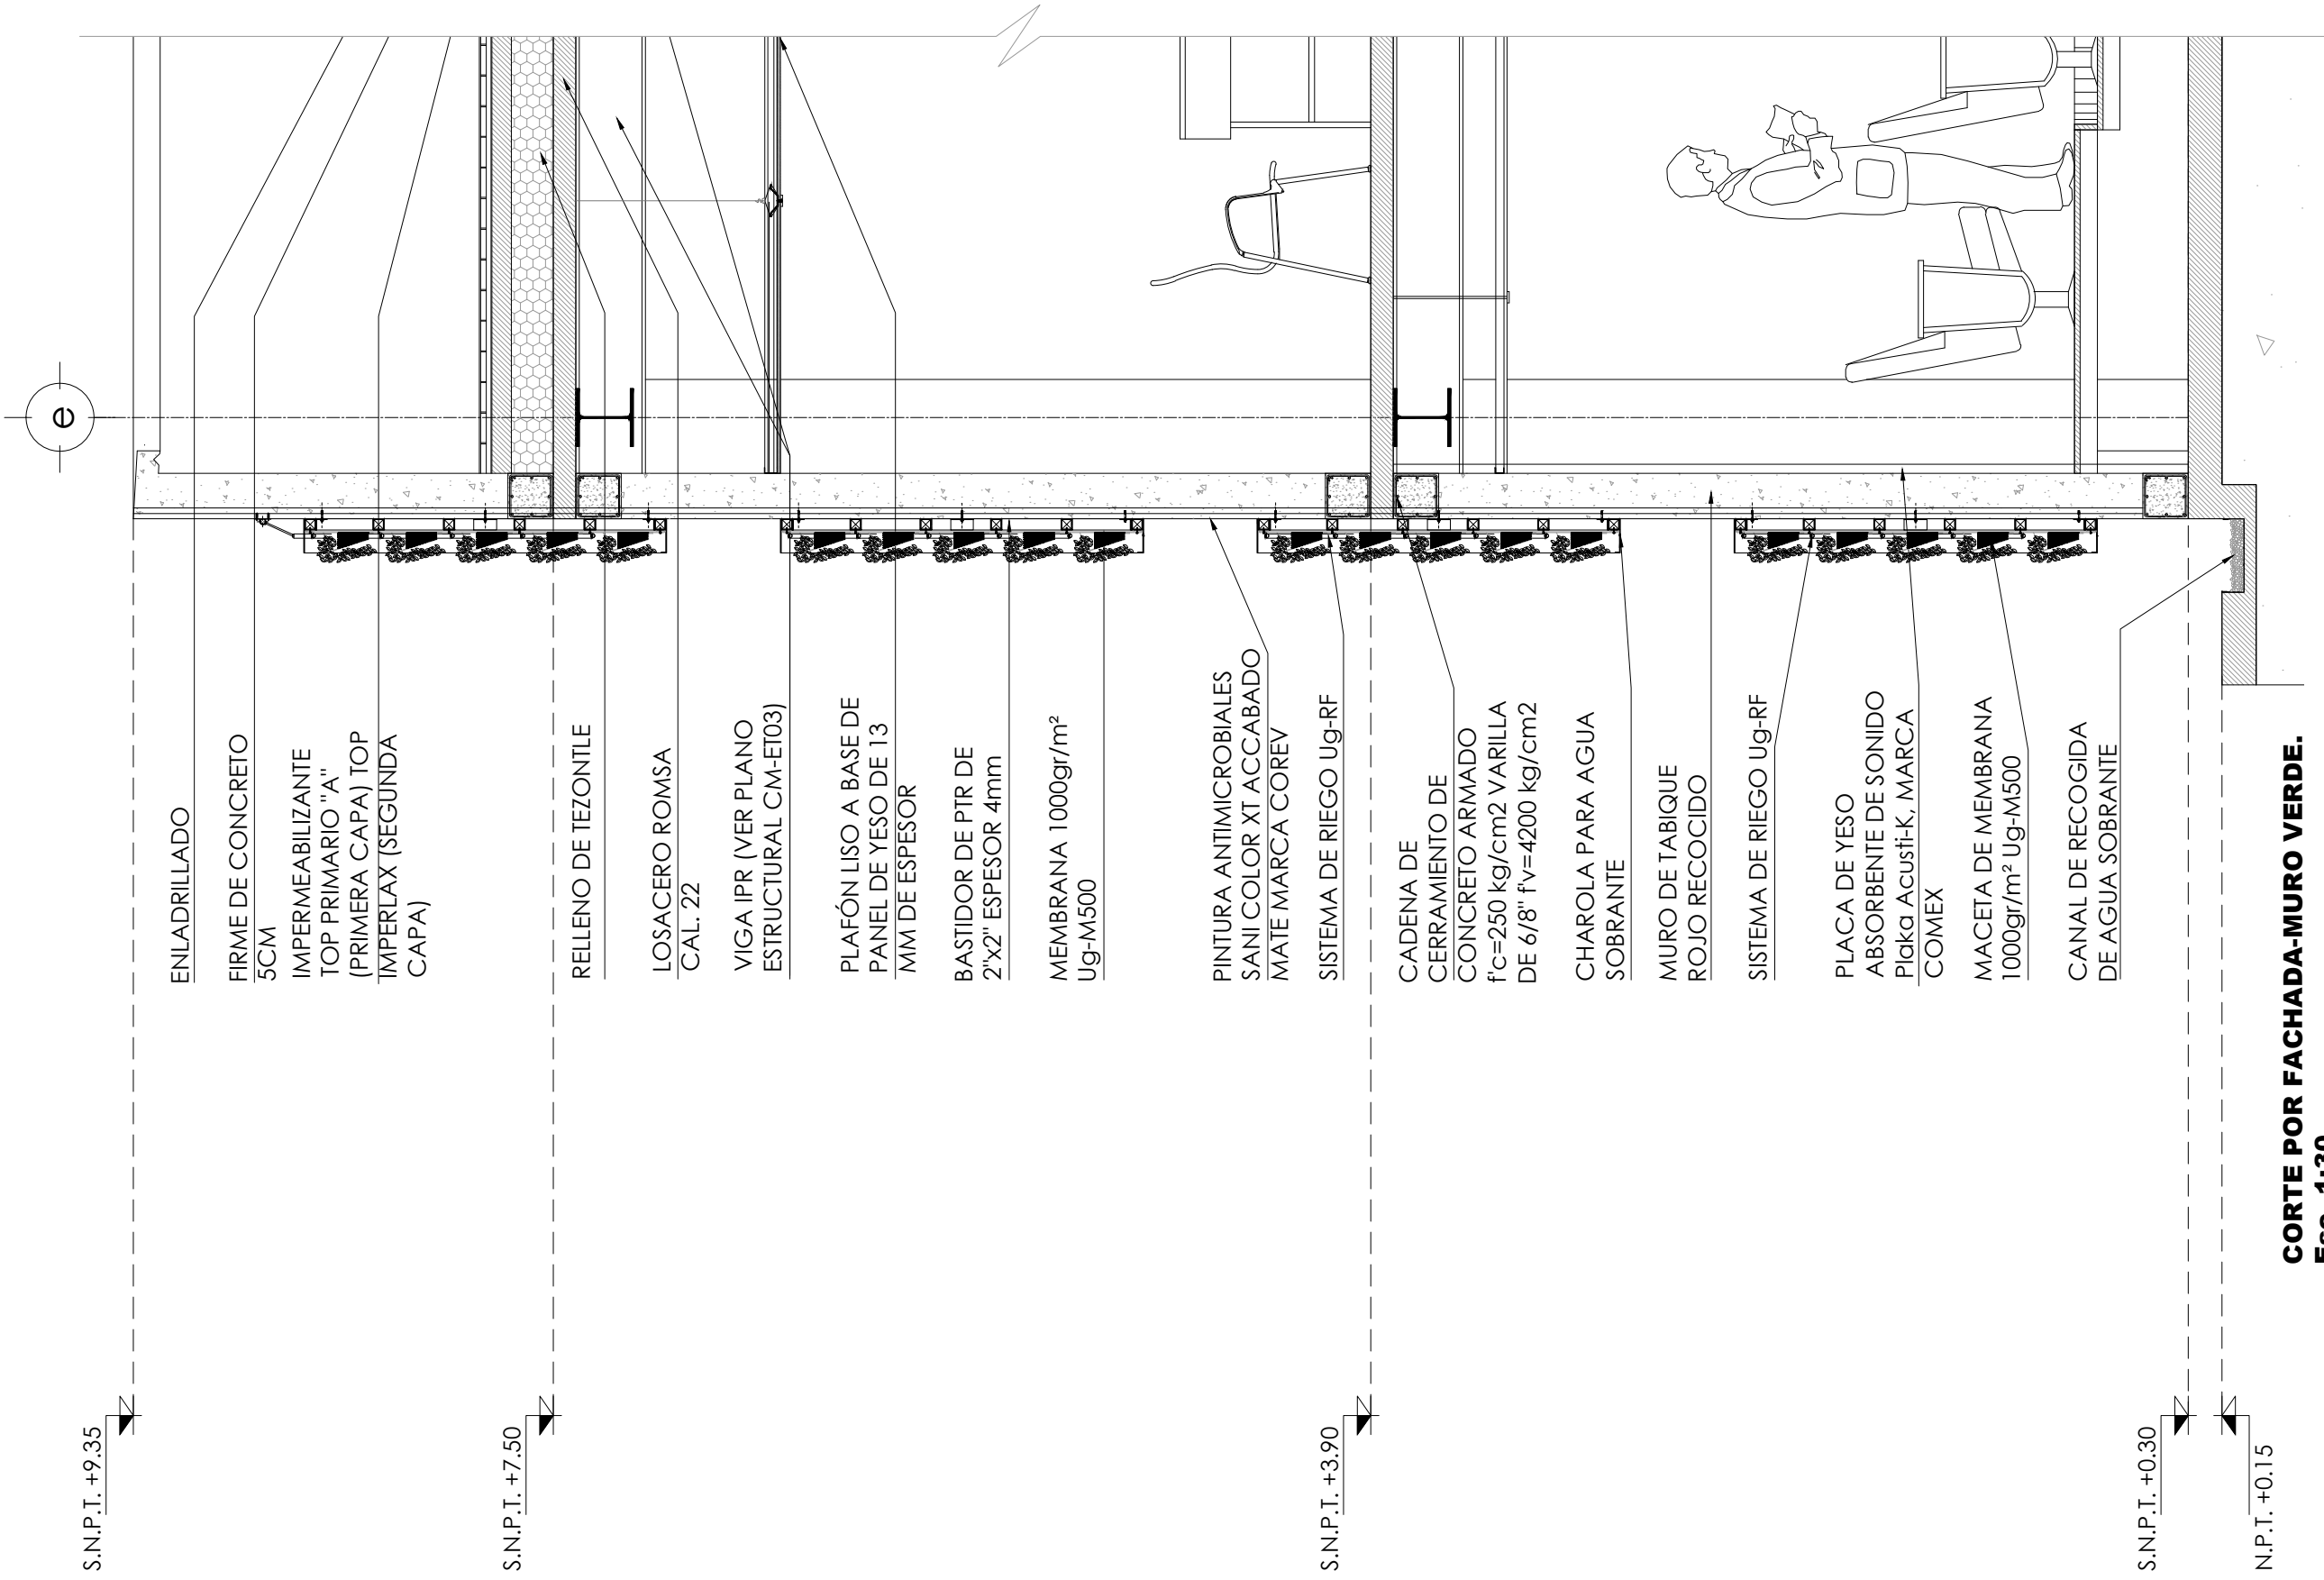 e
S.N.P.T. +9.35
ENLADRILLADO
FIRME DE CONCRETO
5CM
IMPERMEABILIZANTE
TOP PRIMARIO "A"
(PRIMERA CAPA) TOP
IMPERLAX (SEGUNDA
CAPA)
S.N.P.T. +7.50
RELLENO DE TEZONTLE
LOSACERO ROMSA
CAL. 22
VIGA IPR (VER PLANO
ESTRUCTURAL CM-ET03)
PLAFÓN LISO A BASE DE
PANEL DE YESO DE 13
MM DE ESPESOR
BASTIDOR DE PTR DE
2"x2" ESPESOR 4mm
MEMBRANA 1000gr/m²
Ug-M500
PINTURA ANTIMICROBIALES
SANI COLOR XT ACCABADO
MATE MARCA COREV
SISTEMA DE RIEGO Ug-RF
S.N.P.T. +3.90
CADENA DE
CERRAMIENTO DE
CONCRETO ARMADO
f'c=250 kg/cm2 VARILLA
DE 6/8" f'v=4200 kg/cm2
CHAROLA PARA AGUA
SOBRANTE
MURO DE TABIQUE
ROJO RECOCIDO
SISTEMA DE RIEGO Ug-RF
PLACA DE YESO
ABSORBENTE DE SONIDO
Plaka Acusti-K, MARCA
COMEX
MACETA DE MEMBRANA
1000gr/m² Ug-M500
CANAL DE RECOGIDA
DE AGUA SOBRANTE
S.N.P.T. +0.30
N.P.T. +0.15
CORTE POR FACHADA-MURO VERDE.
Esc. 1:30